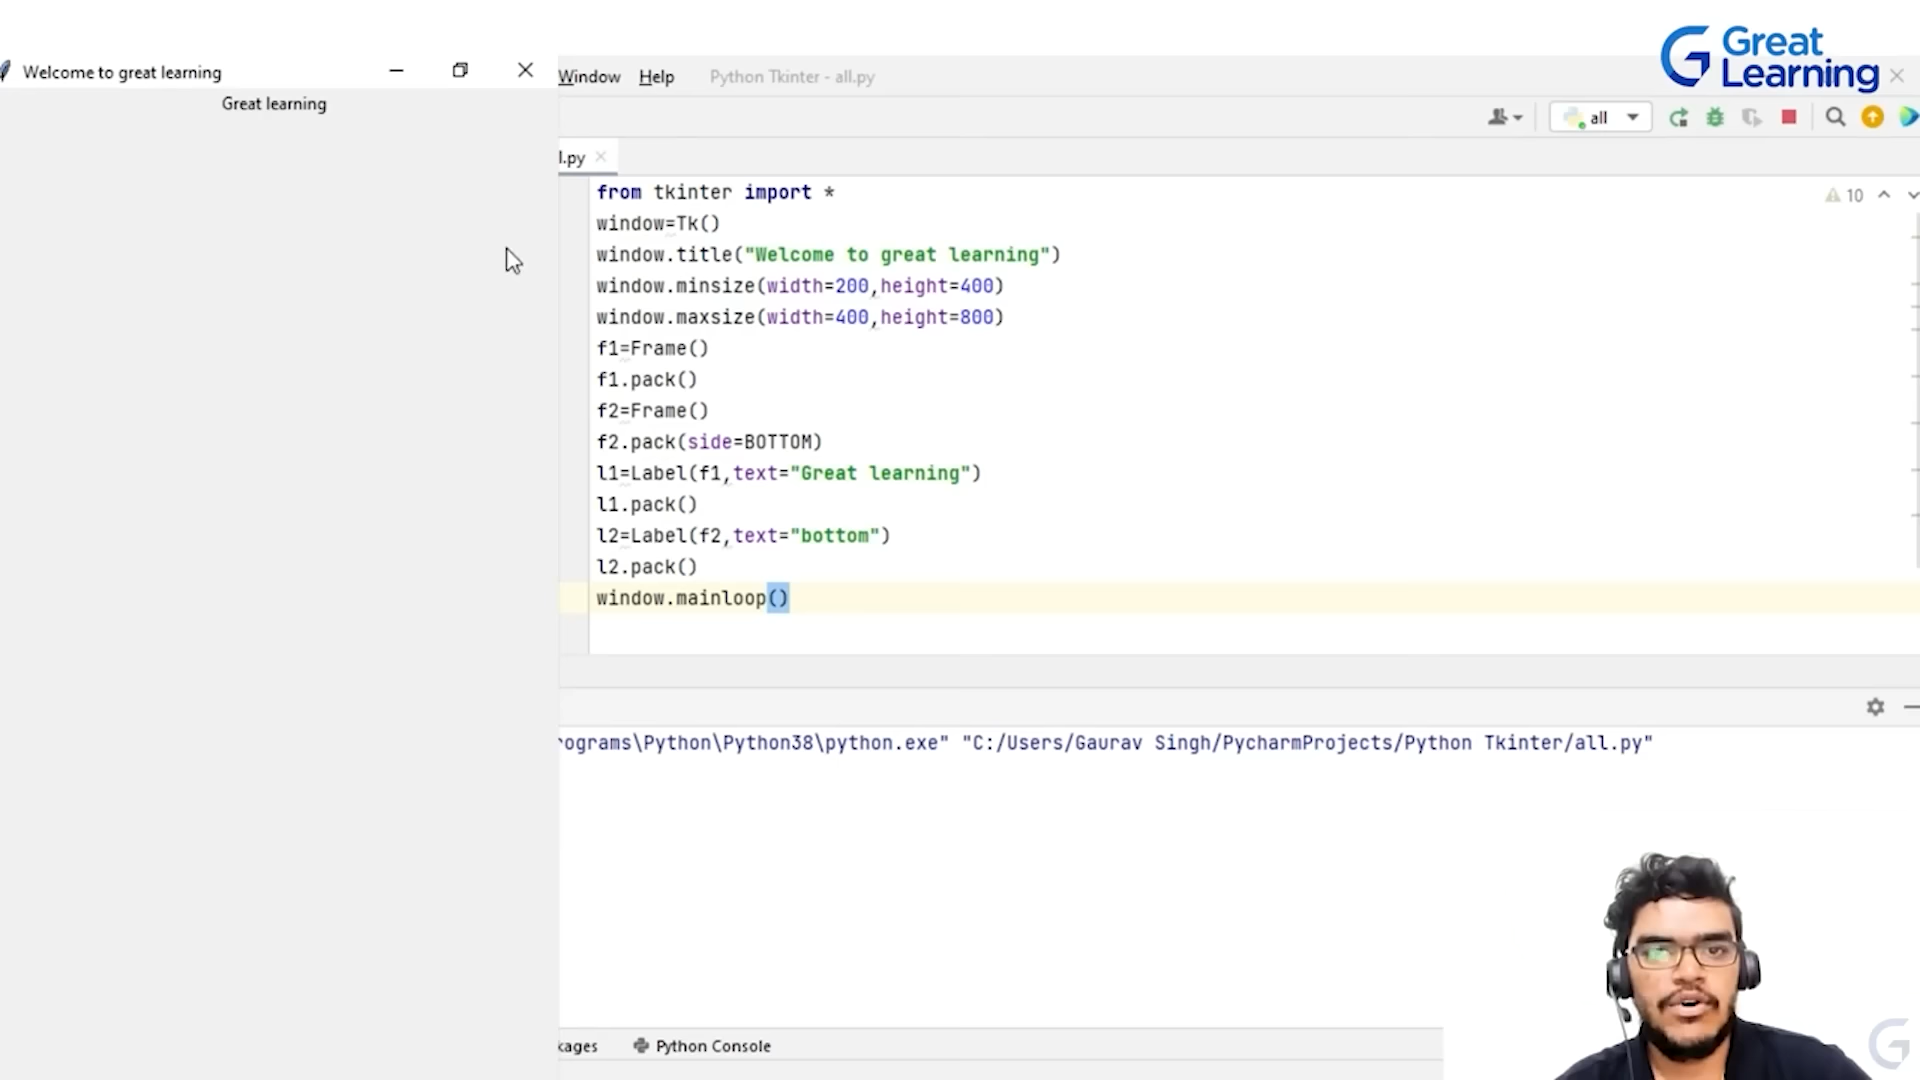 Great
Learning
Welcome to great learning
Great learning
Window Help Python Tkinter - all.py
all
l.py
10
from tkinter import *
window=Tk()
window.title("Welcome to great learning")
window.minsize(width=200,height=400)
window.maxsize(width=400,height=800)
f1=Frame()
f1.pack()
f2=Frame()
f2.pack(side=BOTTOM)
l1=Label(f1,text="Great learning")
l1.pack()
l2=Label(f2,text="bottom")
l2.pack()
window.mainloop()
rograms\Python\Python38\python.exe" "C:/Users/Gaurav Singh/PycharmProjects/Python Tkinter/all.py"
kages Python Console